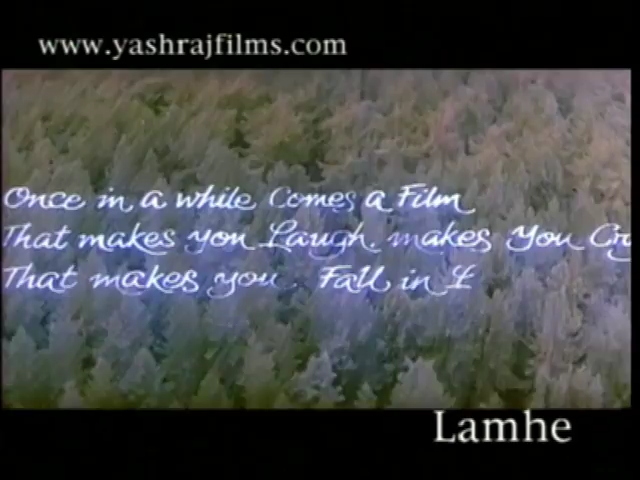 www.yashrajfilms.com
Once in a while Comes a Film
That makes you Laugh, makes You Cry
That makes you. Fall in L
Lamhe